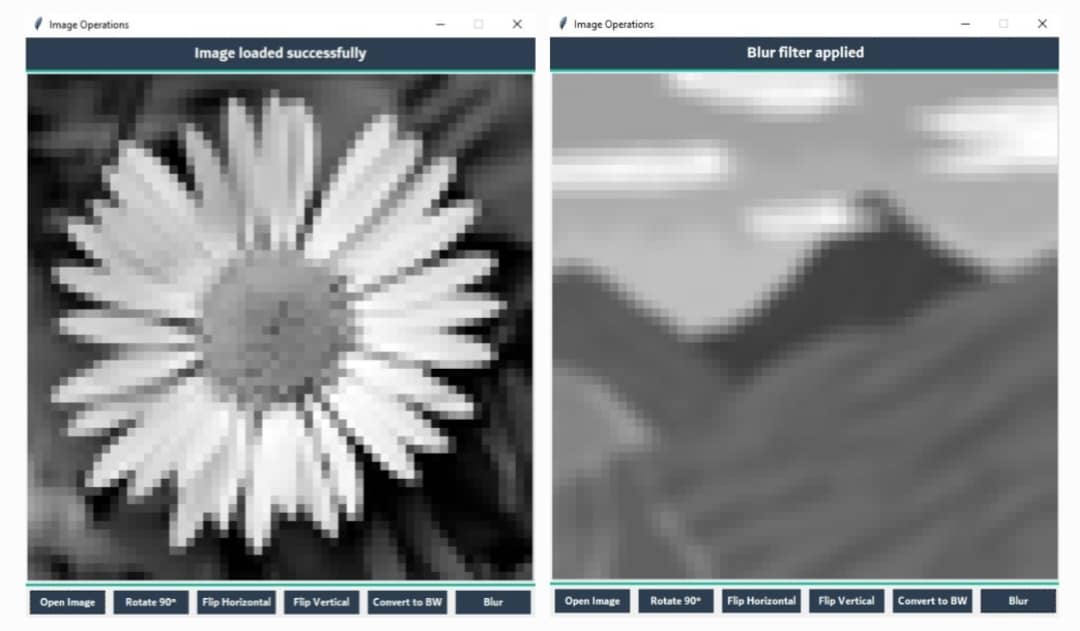 Image Operations
Image loaded successfully
Open Image
Rotate 90°
Flip Horizontal
Flip Vertical
Convert to BW
Blur
Image Operations
Blur filter applied
Open Image
Rotate 90°
Flip Horizontal
Flip Vertical
Convert to BW
Blur